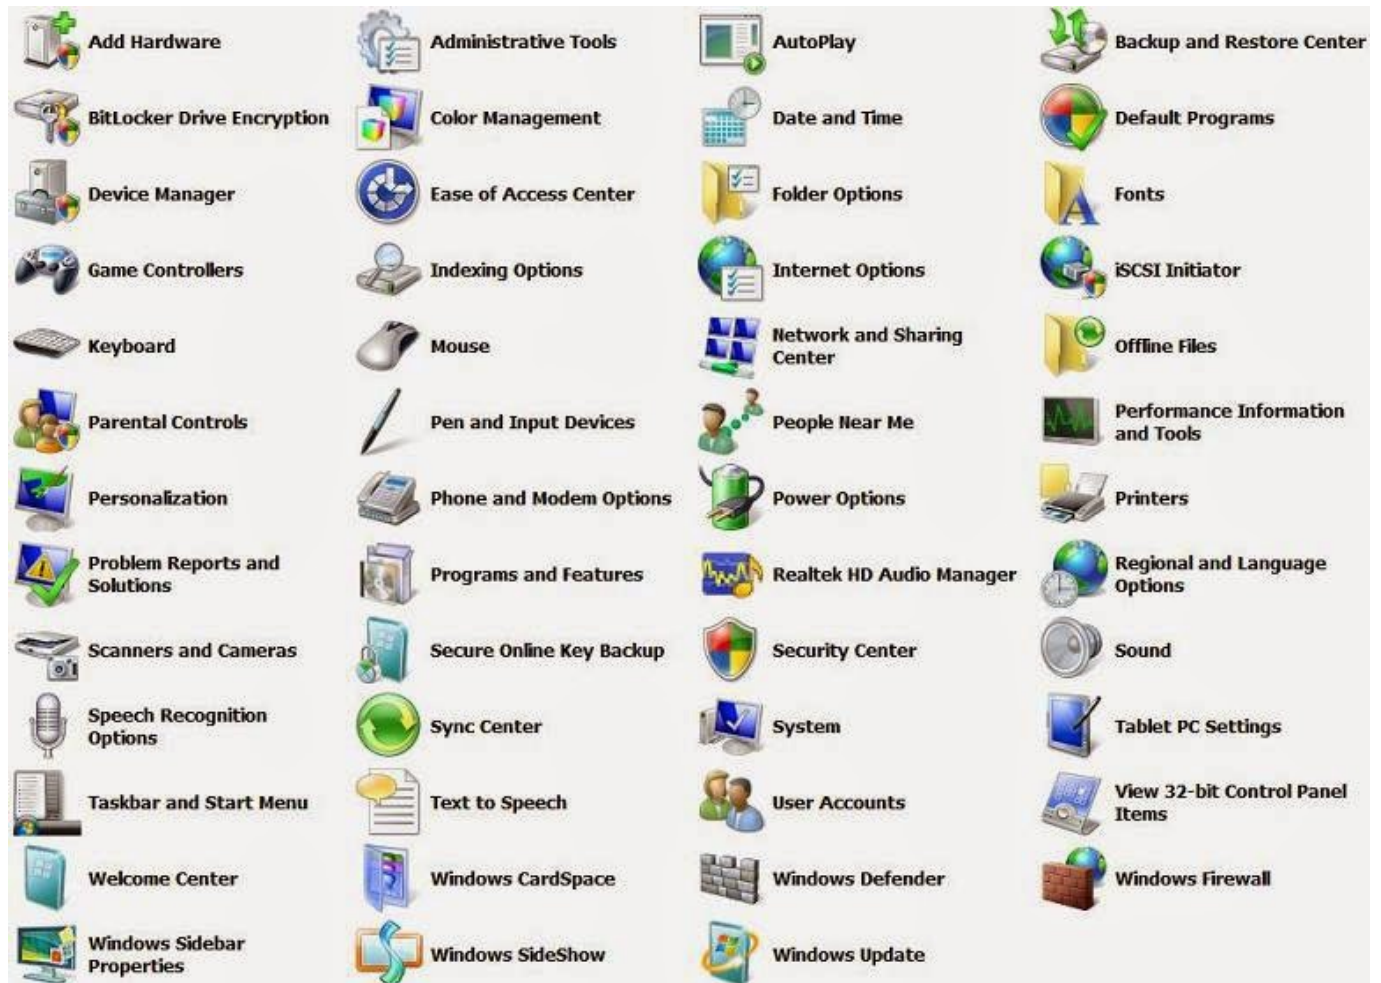 Add Hardware
Administrative Tools
AutoPlay
Backup and Restore Center
BitLocker Drive Encryption
Color Management
Date and Time
Default Programs
Device Manager
Ease of Access Center
Folder Options
Fonts
Game Controllers
Indexing Options
Internet Options
iSCSI Initiator
Keyboard
Mouse
Network and Sharing
Center
Offline Files
Parental Controls
Pen and Input Devices
People Near Me
Performance Information
and Tools
Personalization
Phone and Modem Options
Power Options
Printers
Problem Reports and
Solutions
Programs and Features
Realtek HD Audio Manager
Regional and Language
Options
Scanners and Cameras
Secure Online Key Backup
Security Center
Sound
Speech Recognition
Options
Sync Center
System
Tablet PC Settings
Taskbar and Start Menu
Text to Speech
User Accounts
View 32-bit Control Panel
Items
Welcome Center
Windows CardSpace
Windows Defender
Windows Firewall
Windows Sidebar
Properties
Windows SideShow
Windows Update